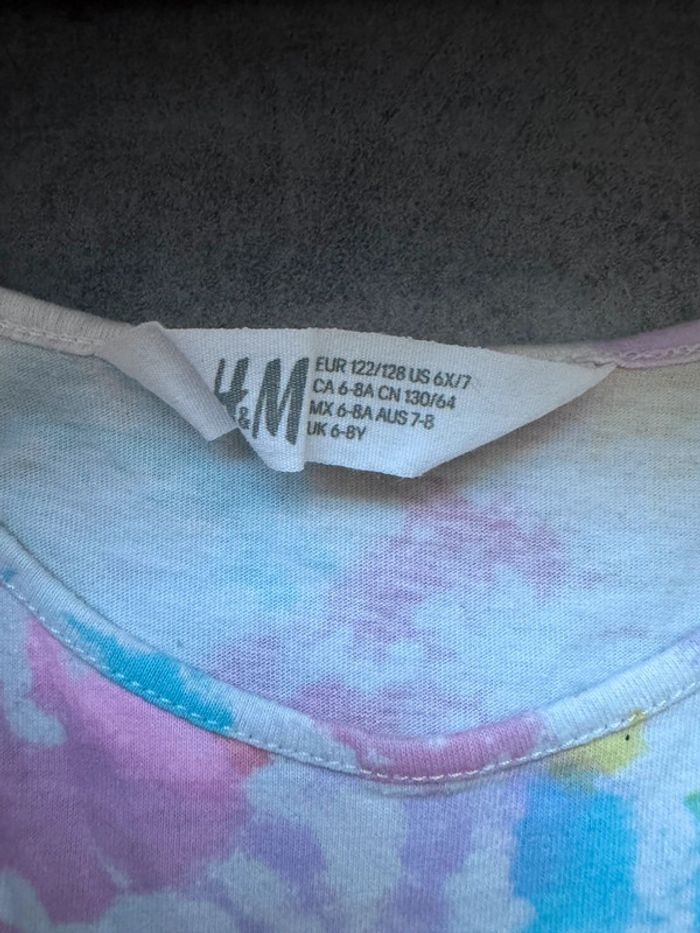 H&M
EUR 122/128 US 6X/7
CA 6-8A CN 130/64
MX 6-8A AUS 7-8
UK 6-8Y